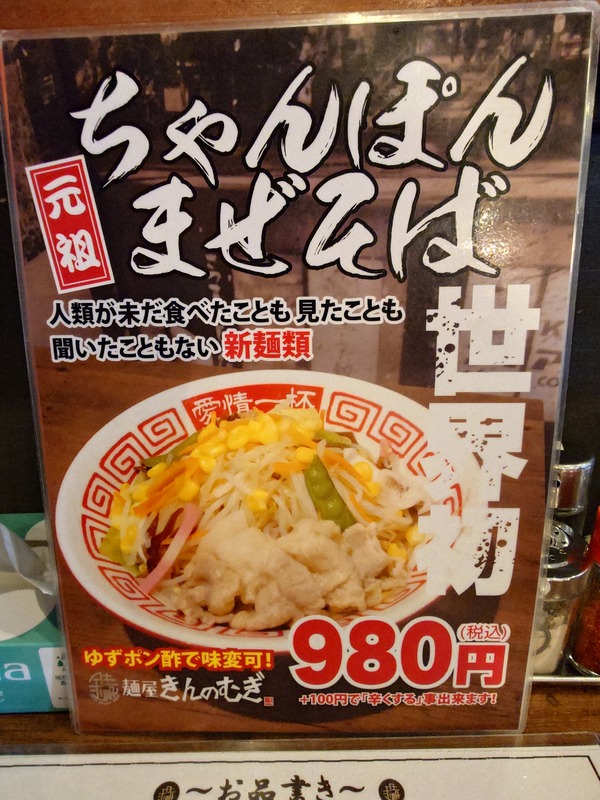 ちゃんぽん
元祖
まぜそば
人類が未だ食べたことも 見たことも
聞いたこともない 新麺類
世界初
愛情一杯
ゆずポン酢で味変可!
980円(税込)
麺屋 きんのむぎ
+100円で「辛くする」事出来ます!
〜お品書き〜